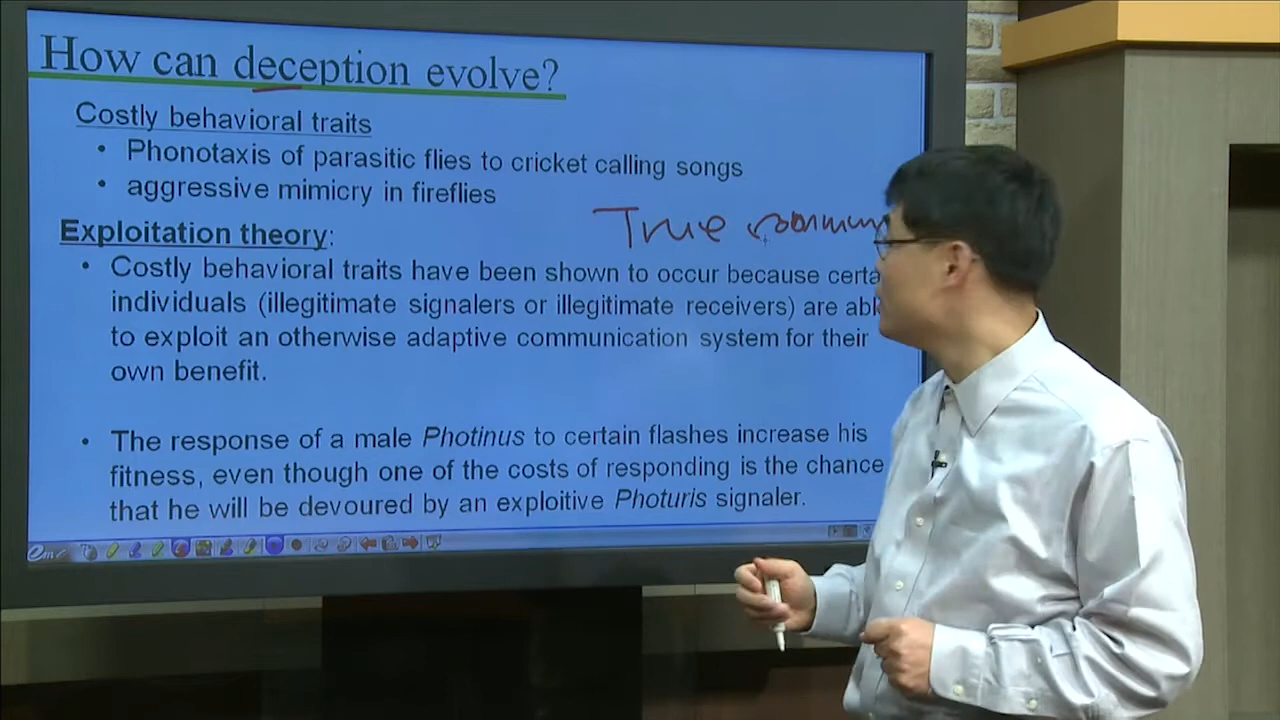 How can deception evolve?
Costly behavioral traits
• Phonotaxis of parasitic flies to cricket calling songs
• aggressive mimicry in fireflies
True commun
Exploitation theory:
• Costly behavioral traits have been shown to occur because certa
individuals (illegitimate signalers or illegitimate receivers) are abl
to exploit an otherwise adaptive communication system for their
own benefit.
• The response of a male Photinus to certain flashes increase his
fitness, even though one of the costs of responding is the chance
that he will be devoured by an exploitive Photuris signaler.